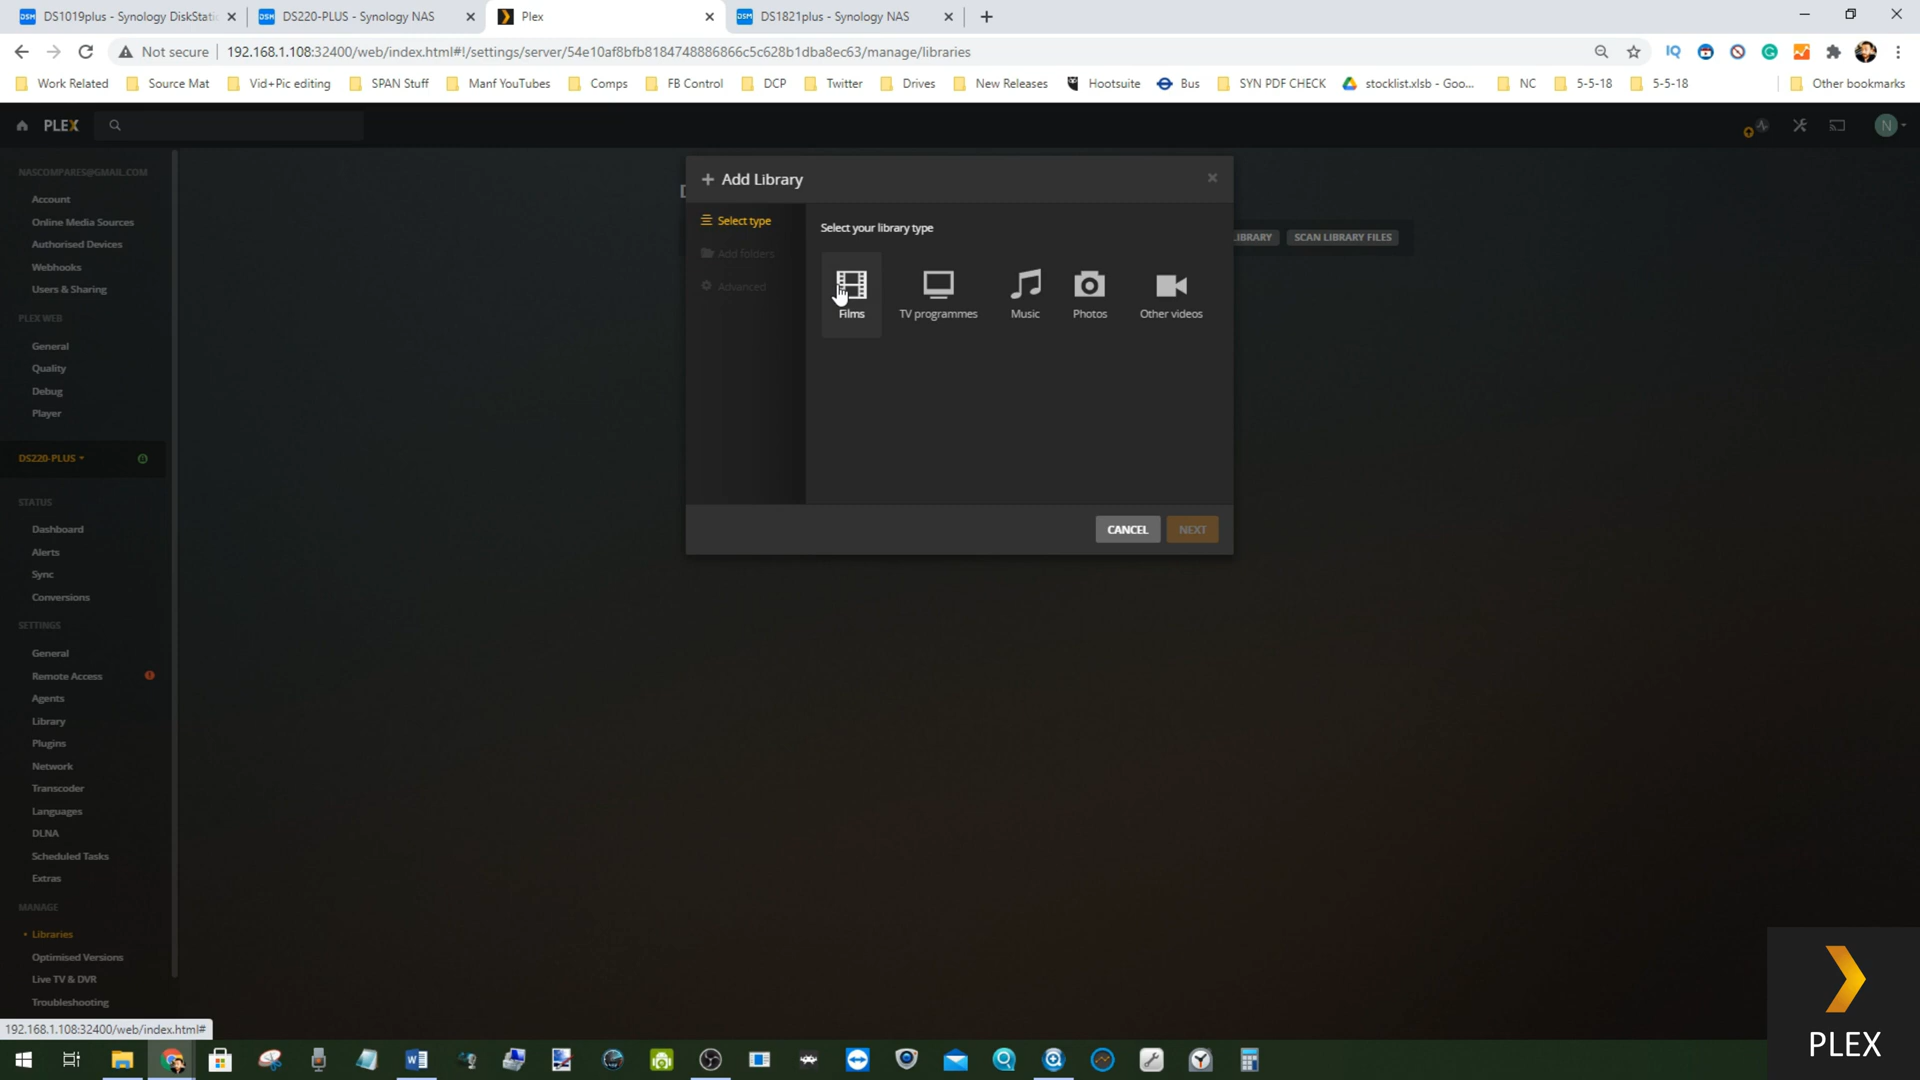 DS1019plus - Synology DiskStati
DS220-PLUS - Synology NAS
Plex
DS1821plus - Synology NAS
Not secure
192.168.1.108:32400/web/index.html#!/settings/server/54e10af8bfb8184748886866c5c628b1dba8ec63/manage/libraries
Work Related
Source Mat
Vid+Pic editing
SPAN Stuff
Manf YouTubes
Comps
FB Control
DCP
Twitter
Drives
New Releases
Hootsuite
Bus
SYN PDF CHECK
stocklist.xlsb - Goo...
NC
5-5-18
5-5-18
Other bookmarks
PLEX
N
NASCOMPARES@GMAIL.COM
Account
Online Media Sources
Authorised Devices
Webhooks
Users & Sharing
PLEX WEB
General
Quality
Debug
Player
DS220-PLUS
STATUS
Dashboard
Alerts
Sync
Conversions
SETTINGS
General
Remote Access
Agents
Library
Plugins
Network
Transcoder
Languages
DLNA
Scheduled Tasks
Extras
MANAGE
Libraries
Optimised Versions
Live TV & DVR
Troubleshooting
+ Add Library
Select type
Add folders
Advanced
Select your library type
Films
TV programmes
Music
Photos
Other videos
CANCEL
NEXT
LIBRARY
SCAN LIBRARY FILES
192.168.1.108:32400/web/index.html#
PLEX